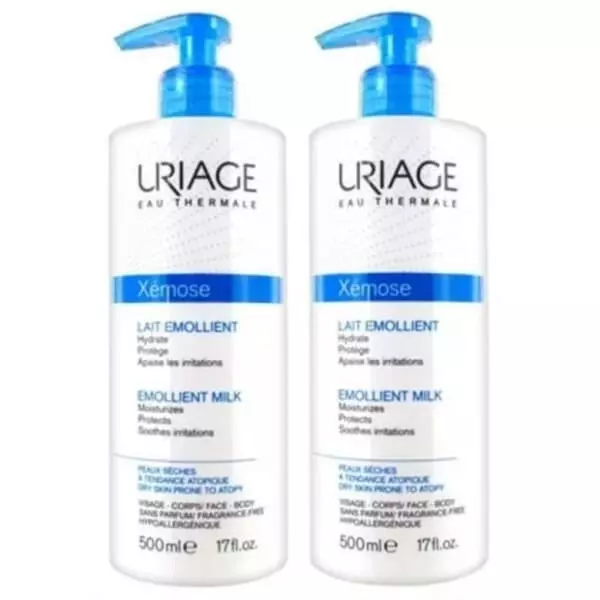 URIAGE
EAU THERMALE
Xémose
LAIT EMOLLIENT
Hydrate
Protège
Apaise les irritations
EMOLLIENT MILK
Moisturizes
Protects
Soothes irritations
PEAUX SÈCHES
À TENDANCE ATOPIQUE
DRY SKIN PRONE TO ATOPY
VISAGE - CORPS/ FACE - BODY
SANS PARFUM/ FRAGRANCE-FREE
HYPOALLERGÉNIQUE
500ml℮ 17fl.oz.
URIAGE
EAU THERMALE
Xémose
LAIT EMOLLIENT
Hydrate
Protège
Apaise les irritations
EMOLLIENT MILK
Moisturizes
Protects
Soothes irritations
PEAUX SÈCHES
À TENDANCE ATOPIQUE
DRY SKIN PRONE TO ATOPY
VISAGE - CORPS/ FACE - BODY
SANS PARFUM/ FRAGRANCE-FREE
HYPOALLERGÉNIQUE
500ml℮ 17fl.oz.